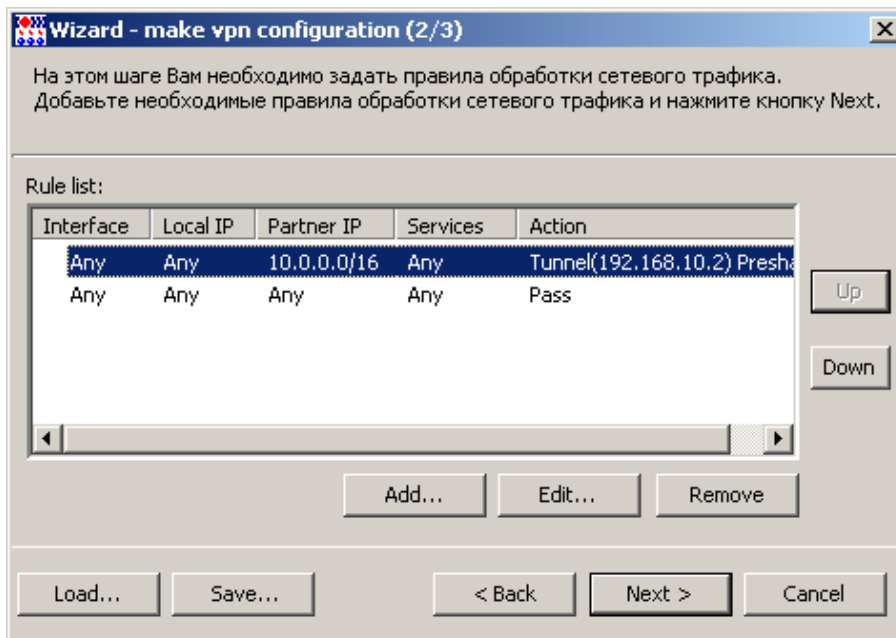 Wizard - make vpn configuration (2/3)
На этом шаге Вам необходимо задать правила обработки сетевого трафика.
Добавьте необходимые правила обработки сетевого трафика и нажмите кнопку Next.
Rule list:
Interface Local IP Partner IP Services Action
Any Any 10.0.0.0/16 Any Tunnel(192.168.10.2)
Any Any Any Any Pass
Up
Down
Add... Edit... Remove
Load... Save... < Back Next > Cancel